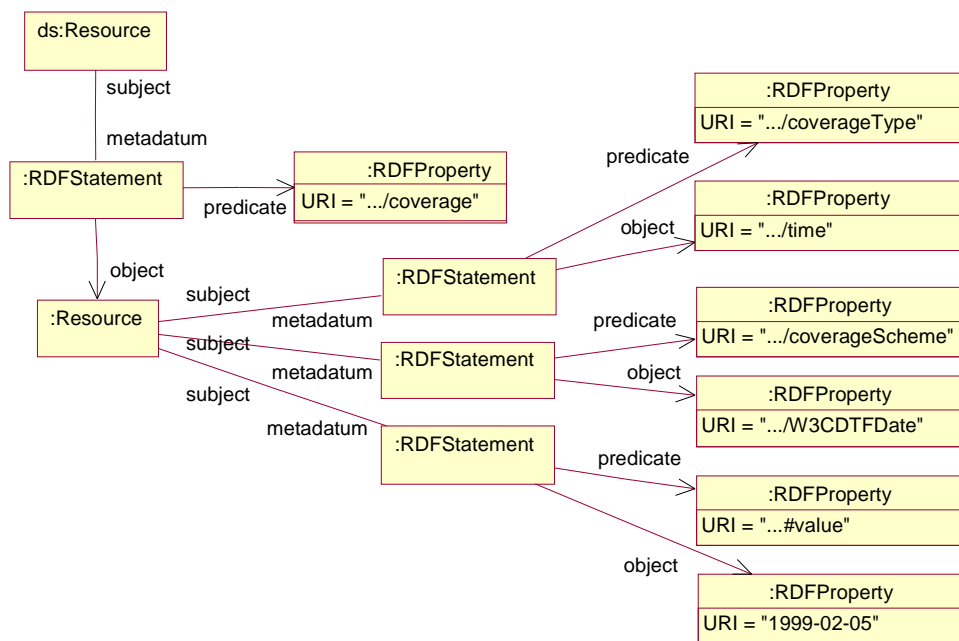 ds:Resource
subject
metadatum
:RDFStatement
predicate
:RDFProperty
URI = ".../coverage"
object
:Resource
subject
metadatum
:RDFStatement
predicate
:RDFProperty
URI = ".../coverageType"
object
:RDFProperty
URI = ".../time"
subject
metadatum
:RDFStatement
predicate
:RDFProperty
URI = ".../coverageScheme"
object
:RDFProperty
URI = ".../W3CDTFDate"
subject
metadatum
:RDFStatement
predicate
:RDFProperty
URI = "...#value"
object
:RDFProperty
URI = "1999-02-05"